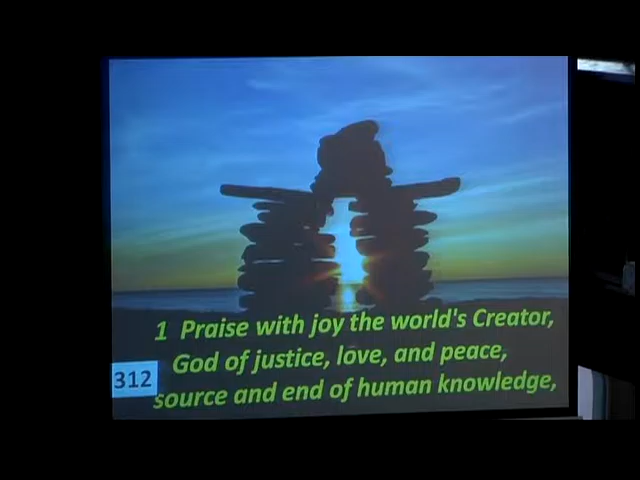 1 Praise with joy the world's Creator,
God of justice, love, and peace,
312
source and end of human knowledge,